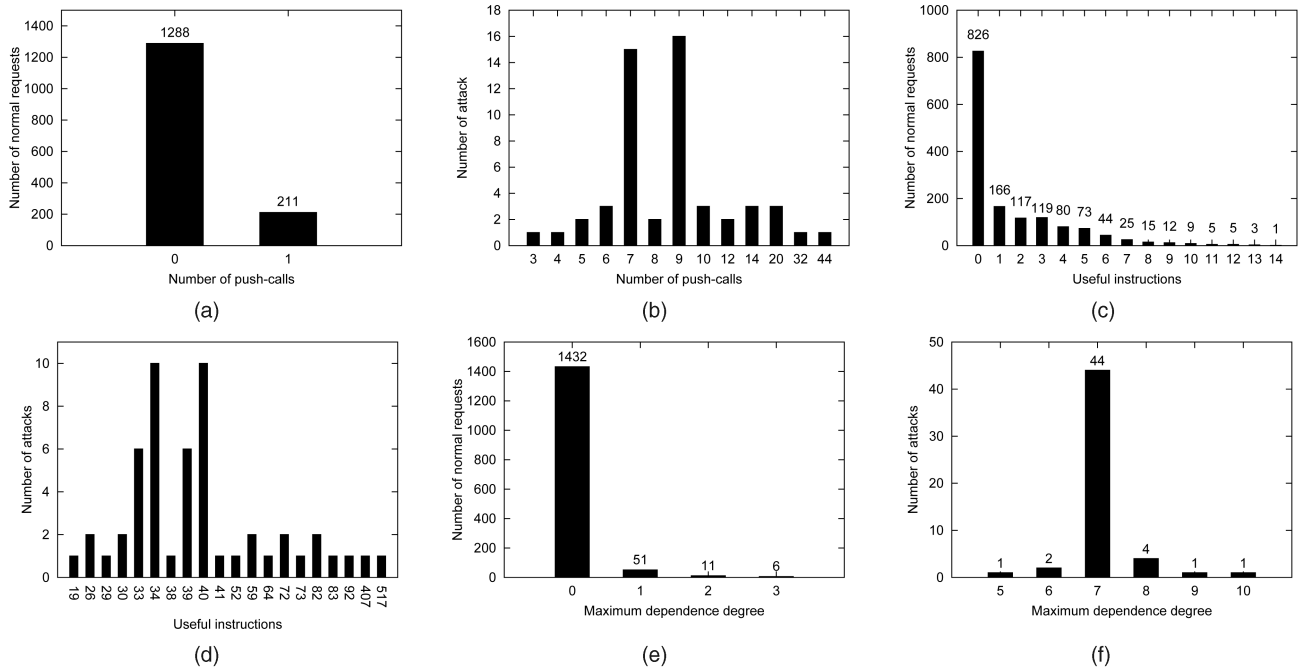 1400
1200
1000
800
600
400
200
0
Number of normal requests
1288
211
0 1
Number of push-calls
(a)
18
16
14
12
10
8
6
4
2
0
Number of attack
3 4 5 6 7 8 9 10 12 14 20 32 44
Number of push-calls
(b)
1000
800
600
400
200
0
Number of normal requests
826
166 117 119 80 73 44 25 15 12 9 5 5 3 1
0 1 2 3 4 5 6 7 8 9 10 11 12 13 14
Useful instructions
(c)
10
8
6
4
2
0
Number of attacks
19 26 29 30 33 34 38 39 40 41 52 59 64 72 73 82 83 92 407 517
Useful instructions
(d)
1600
1400
1200
1000
800
600
400
200
0
Number of normal requests
1432
51 11 6
0 1 2 3
Maximum dependence degree
(e)
50
40
30
20
10
0
Number of attacks
1 2 44 4 1 1
5 6 7 8 9 10
Maximum dependence degree
(f)